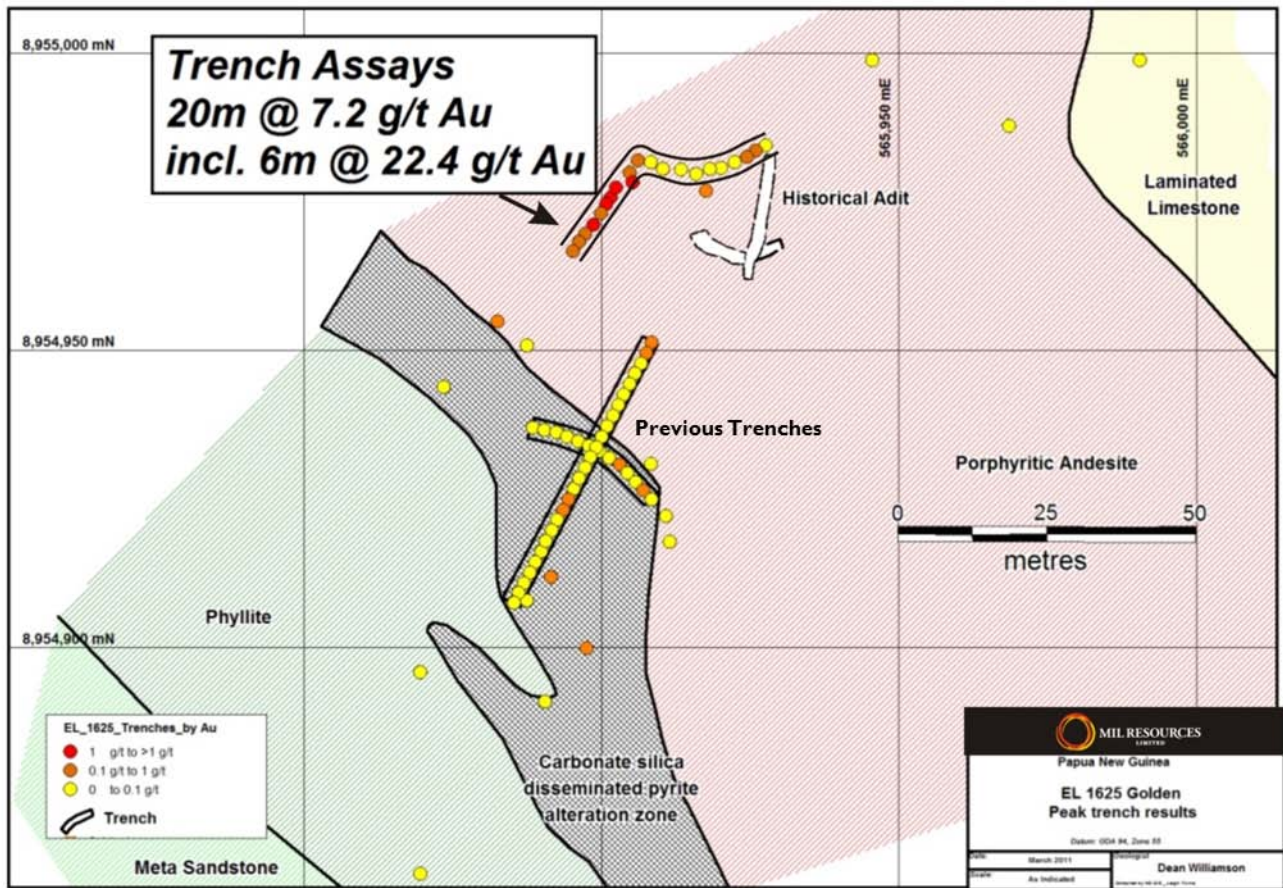 8,955,000 mN
Trench Assays
20m @ 7.2 g/t Au
incl. 6m @ 22.4 g/t Au
565,950 mE
566,000 mE
Laminated
Limestone
Historical Adit
8,954,950 mN
Previous Trenches
Porphyritic Andesite
0 25 50
metres
Phyllite
8,954,900 mN
EL_1625_Trenches_by Au
1 g/t to >1 g/t
0.1 g/t to 1 g/t
0 to 0.1 g/t
Trench
Carbonate silica
disseminated pyrite
alteration zone
Meta Sandstone
MIL RESOURCES
LIMITED
Papua New Guinea
EL 1625 Golden
Peak trench results
Datum: GDA 94, Zone 55
Date: March 2011
Geologist
Dean Williamson
Scale
As Indicated